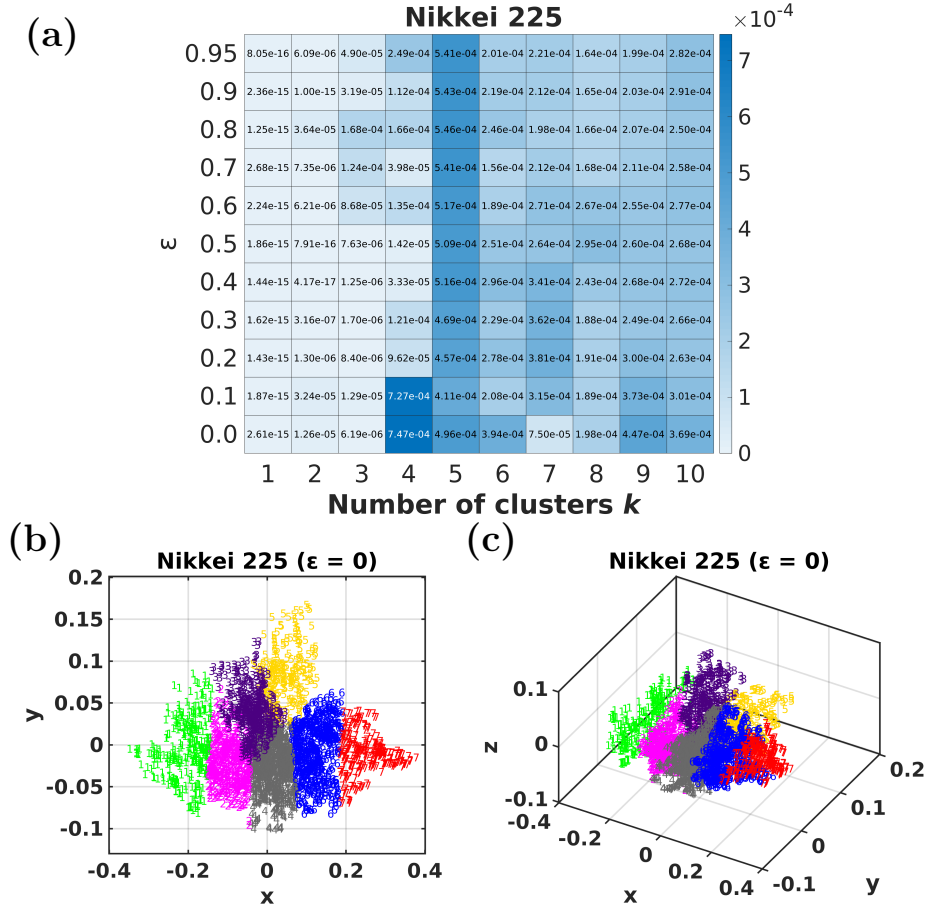 (a)
Nikkei 225
×10-4
0.95 8.05e-16 6.09e-06 4.90e-05 2.49e-04 5.41e-04 2.01e-04 2.21e-04 1.64e-04 1.99e-04 2.82e-04
0.9 2.36e-15 1.00e-15 3.19e-05 1.12e-04 5.43e-04 2.19e-04 2.12e-04 1.65e-04 2.03e-04 2.91e-04
0.8 1.25e-15 3.64e-05 1.68e-04 1.66e-04 5.46e-04 2.46e-04 1.98e-04 1.66e-04 2.07e-04 2.50e-04
0.7 2.68e-15 7.35e-06 1.24e-04 3.98e-05 5.41e-04 1.56e-04 2.12e-04 1.68e-04 2.11e-04 2.58e-04
0.6 2.24e-15 6.21e-06 8.68e-05 1.35e-04 5.17e-04 1.89e-04 2.71e-04 2.67e-04 2.55e-04 2.77e-04
0.5 1.86e-15 7.91e-16 7.63e-06 1.42e-05 5.09e-04 2.51e-04 2.64e-04 2.95e-04 2.60e-04 2.68e-04
0.4 1.44e-15 4.17e-17 1.25e-06 3.33e-05 5.16e-04 2.96e-04 3.41e-04 2.43e-04 2.68e-04 2.72e-04
0.3 1.62e-15 3.16e-07 1.70e-06 1.21e-04 4.69e-04 2.29e-04 3.62e-04 1.88e-04 2.49e-04 2.66e-04
0.2 1.43e-15 1.30e-06 8.40e-06 9.62e-05 4.57e-04 2.78e-04 3.81e-04 1.91e-04 3.00e-04 2.63e-04
0.1 1.87e-15 3.24e-05 1.29e-05 7.27e-04 4.11e-04 2.08e-04 3.15e-04 1.89e-04 3.73e-04 3.01e-04
0.0 2.61e-15 1.26e-05 6.19e-06 7.47e-04 4.96e-04 3.94e-04 7.50e-05 1.98e-04 4.47e-04 3.69e-04
ε
1 2 3 4 5 6 7 8 9 10
Number of clusters k
7
6
5
4
3
2
1
0
(b)
Nikkei 225 (ε = 0)
0.2
0.15
0.1
0.05
0
-0.05
-0.1
y
-0.4 -0.2 0 0.2 0.4
x
(c)
Nikkei 225 (ε = 0)
0.1
0
-0.1
z
-0.4
-0.2
0
0.2
0.4
x
-0.1
0
0.1
0.2
y